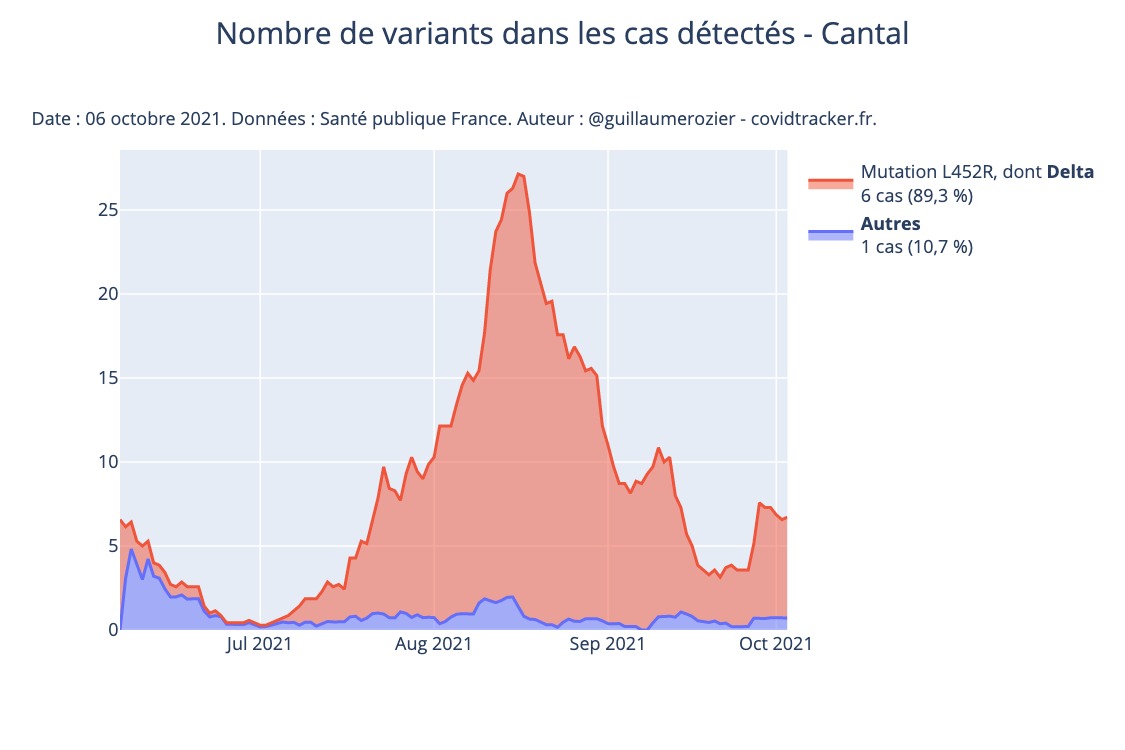 Nombre de variants dans les cas détectés - Cantal
Date : 06 octobre 2021. Données : Santé publique France. Auteur : @guillaumerozier - covidtracker.fr.
Mutation L452R, dont Delta
6 cas (89,3 %)
Autres
1 cas (10,7 %)
25
20
15
10
5
0
Jul 2021
Aug 2021
Sep 2021
Oct 2021